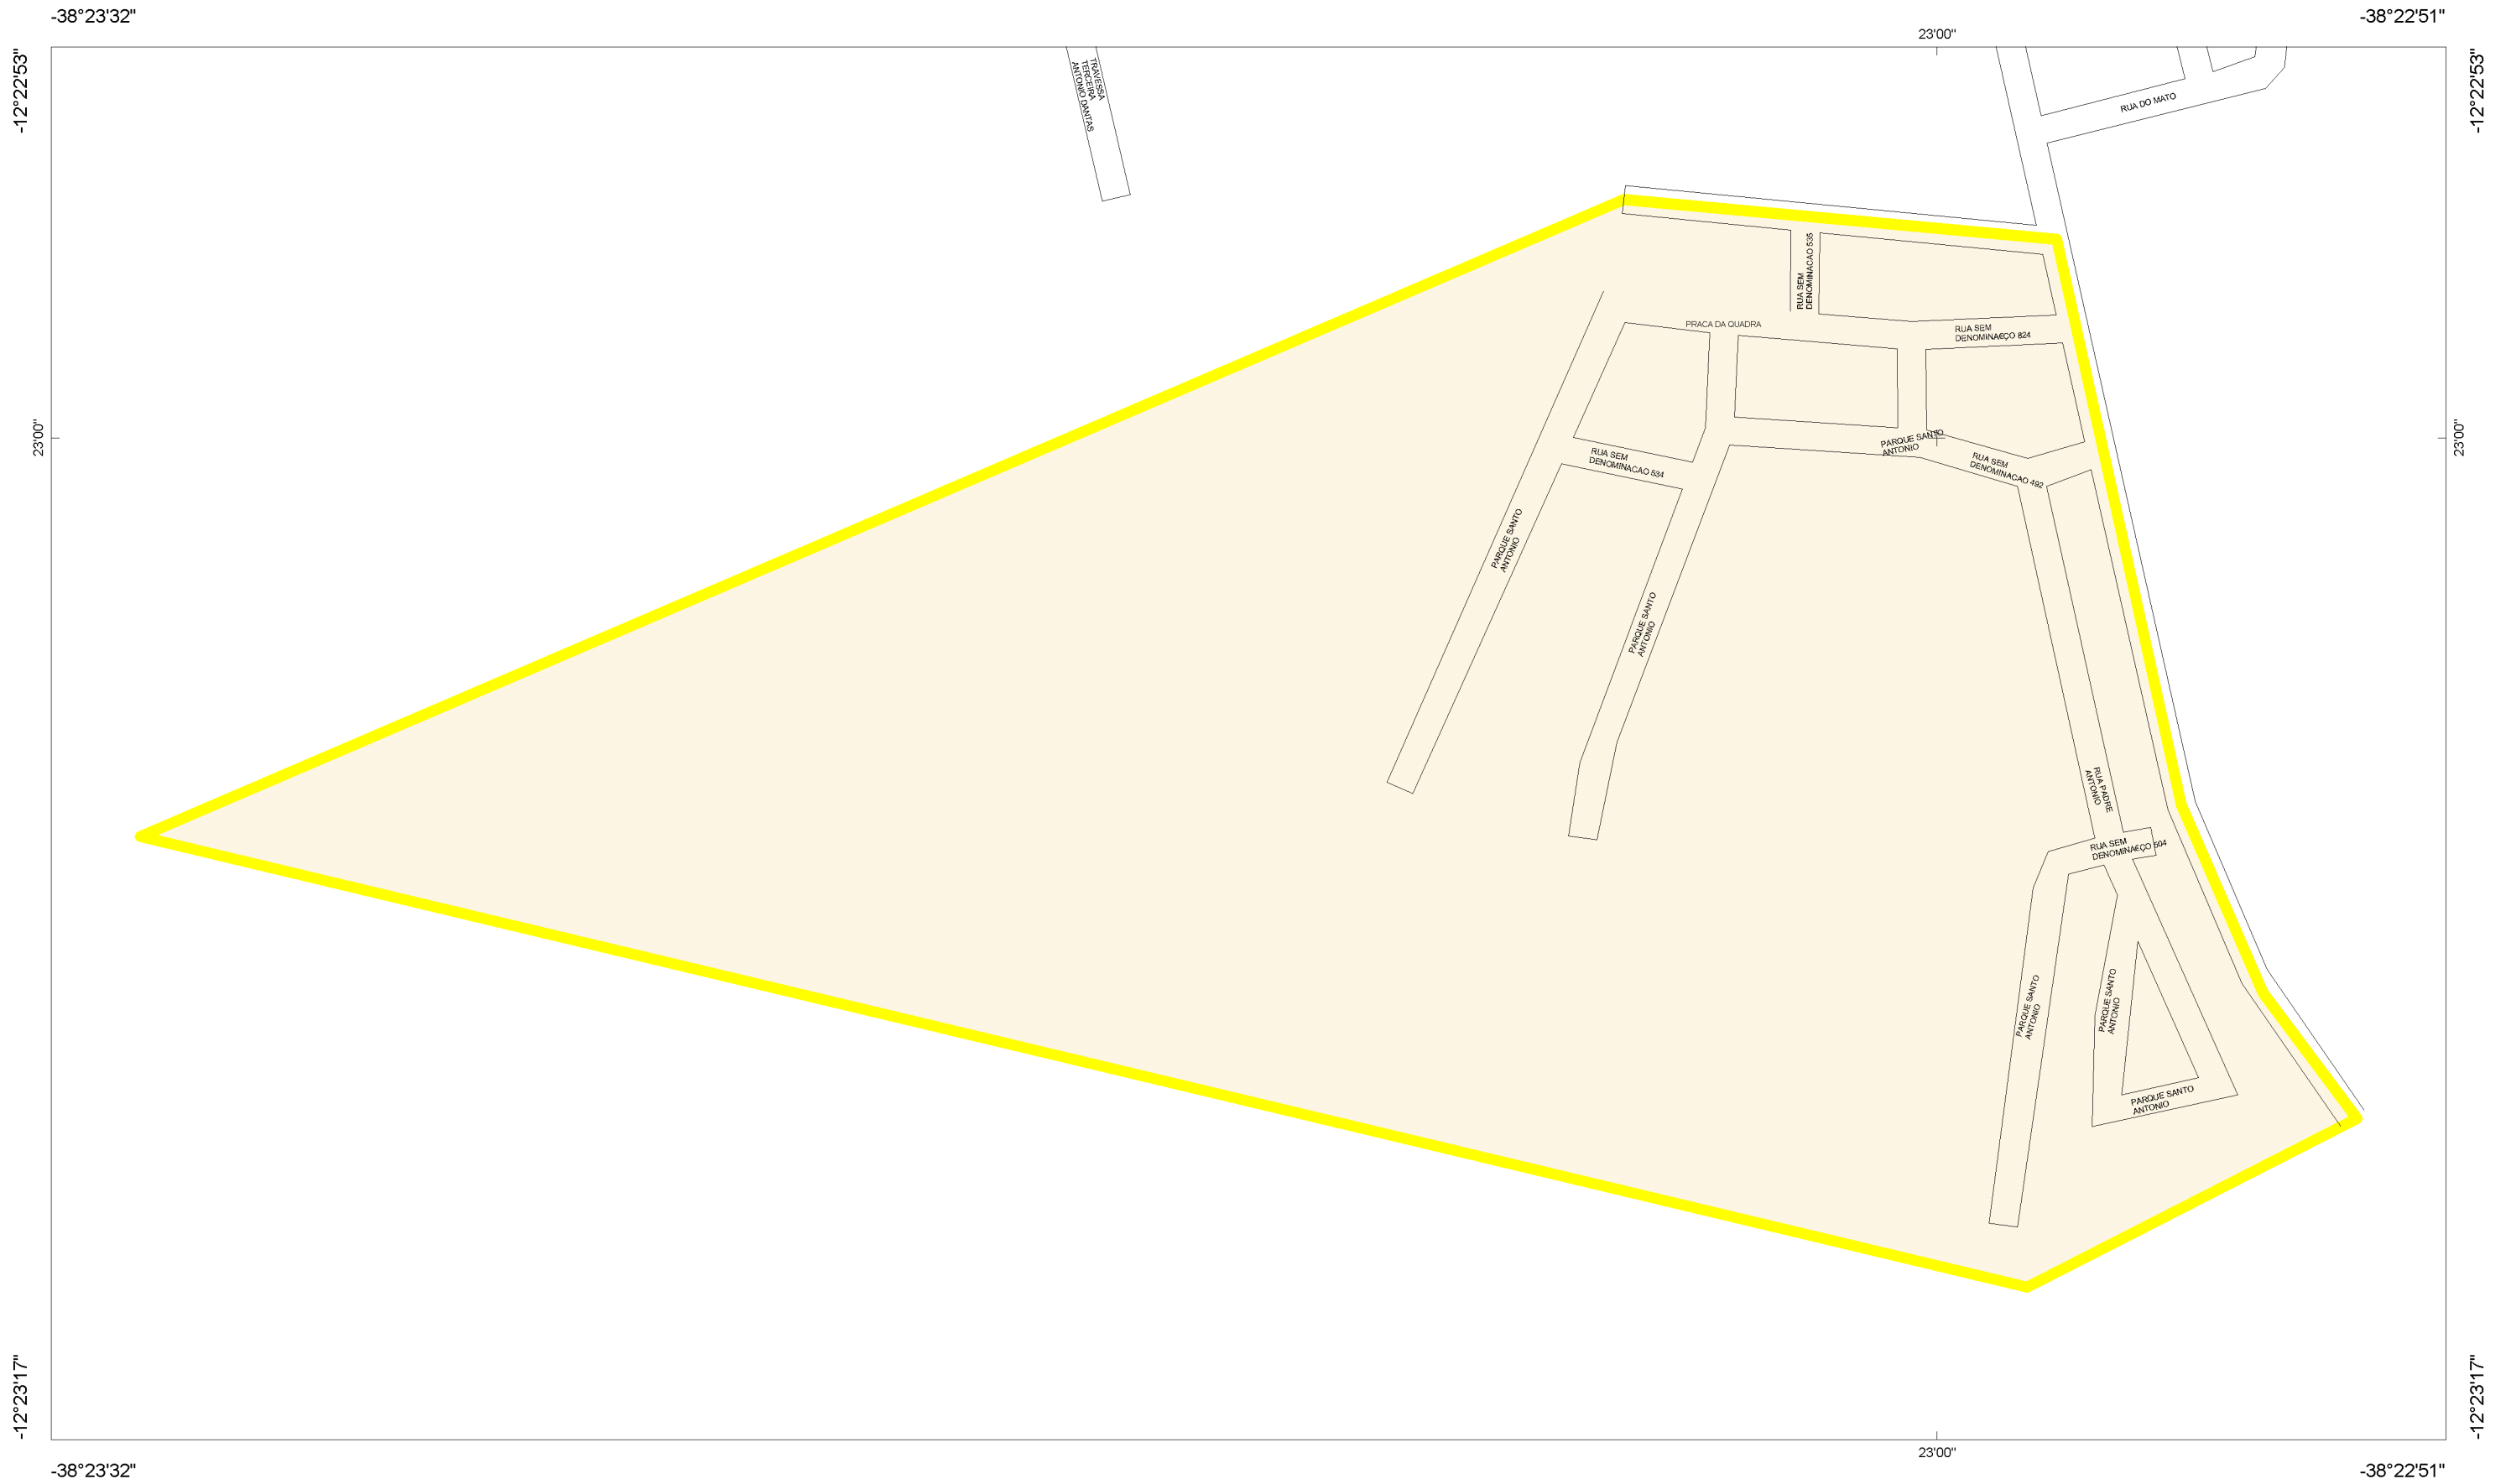 -38°23'32"
-38°22'51"
23'00"
-12°22'53"
-12°22'53"
TRAVESSA
TERCEIRA
ANTONIO DANTAS
RUA DO MATO
RUA SEM
DENOMINACAO 535
PRACA DA QUADRA
RUA SEM
DENOMINAÇÃO 824
23'00"
23'00"
PARQUE SANTO
ANTONIO
RUA SEM
DENOMINACAO 534
RUA SEM
DENOMINACAO 492
PARQUE SANTO
ANTONIO
PARQUE SANTO
ANTONIO
RUA PADRE
ANTONIO
RUA SEM
DENOMINA€ÇO 504
PARQUE SANTO
ANTONIO
PARQUE SANTO
ANTONIO
PARQUE SANTO
ANTONIO
-12°23'17"
-12°23'17"
23'00"
-38°23'32"
-38°22'51"